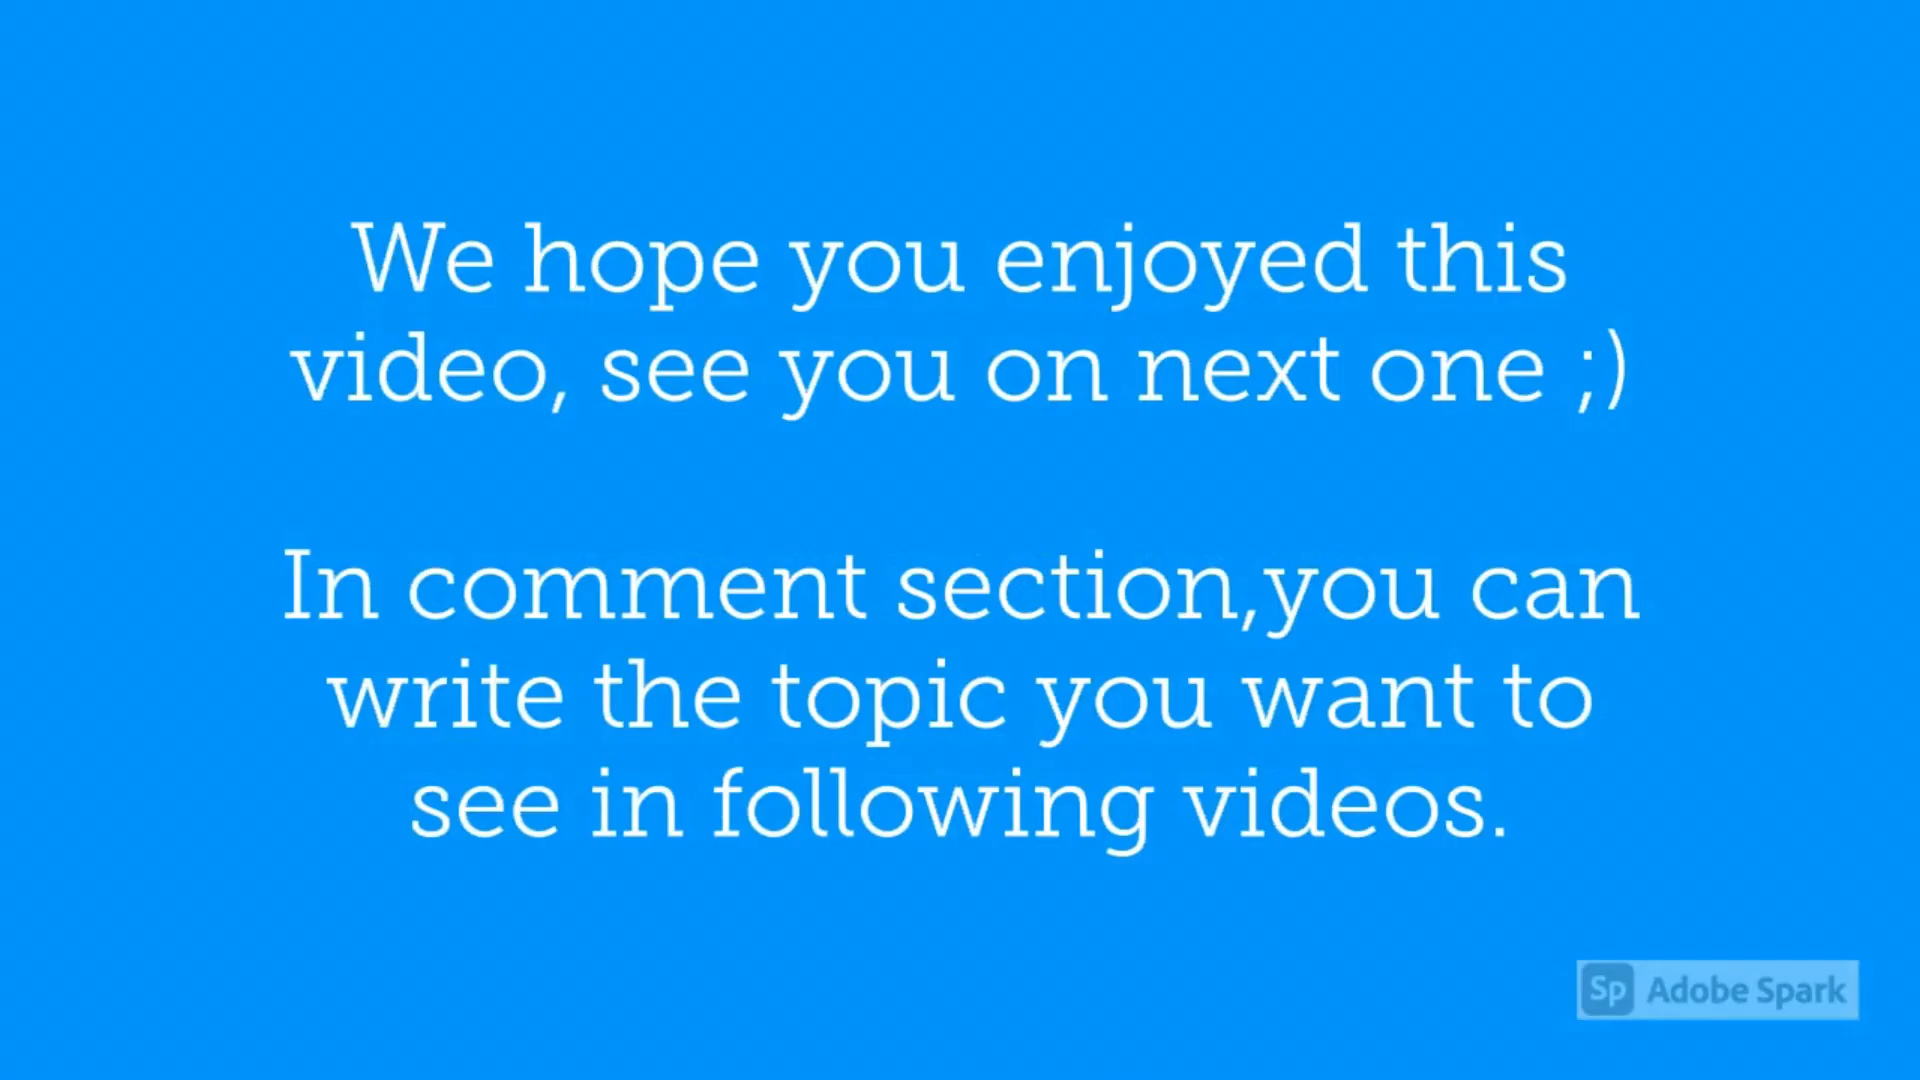 We hope you enjoyed this
video, see you on next one ;)
In comment section,you can
write the topic you want to
see in following videos.
Sp Adobe Spark